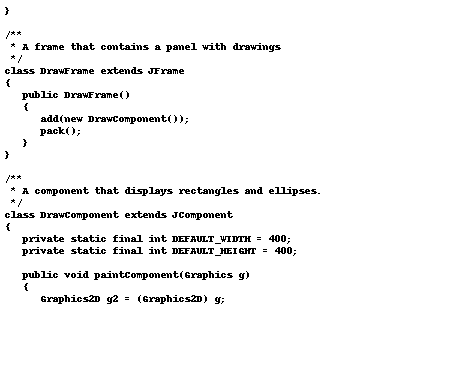 }

/**
 * A frame that contains a panel with drawings
 */
class DrawFrame extends JFrame
{
   public DrawFrame()
   {
      add(new DrawComponent());
      pack();
   }
}

/**
 * A component that displays rectangles and ellipses.
 */
class DrawComponent extends JComponent
{
   private static final int DEFAULT_WIDTH = 400;
   private static final int DEFAULT_HEIGHT = 400;

   public void paintComponent(Graphics g)
   {
      Graphics2D g2 = (Graphics2D) g;